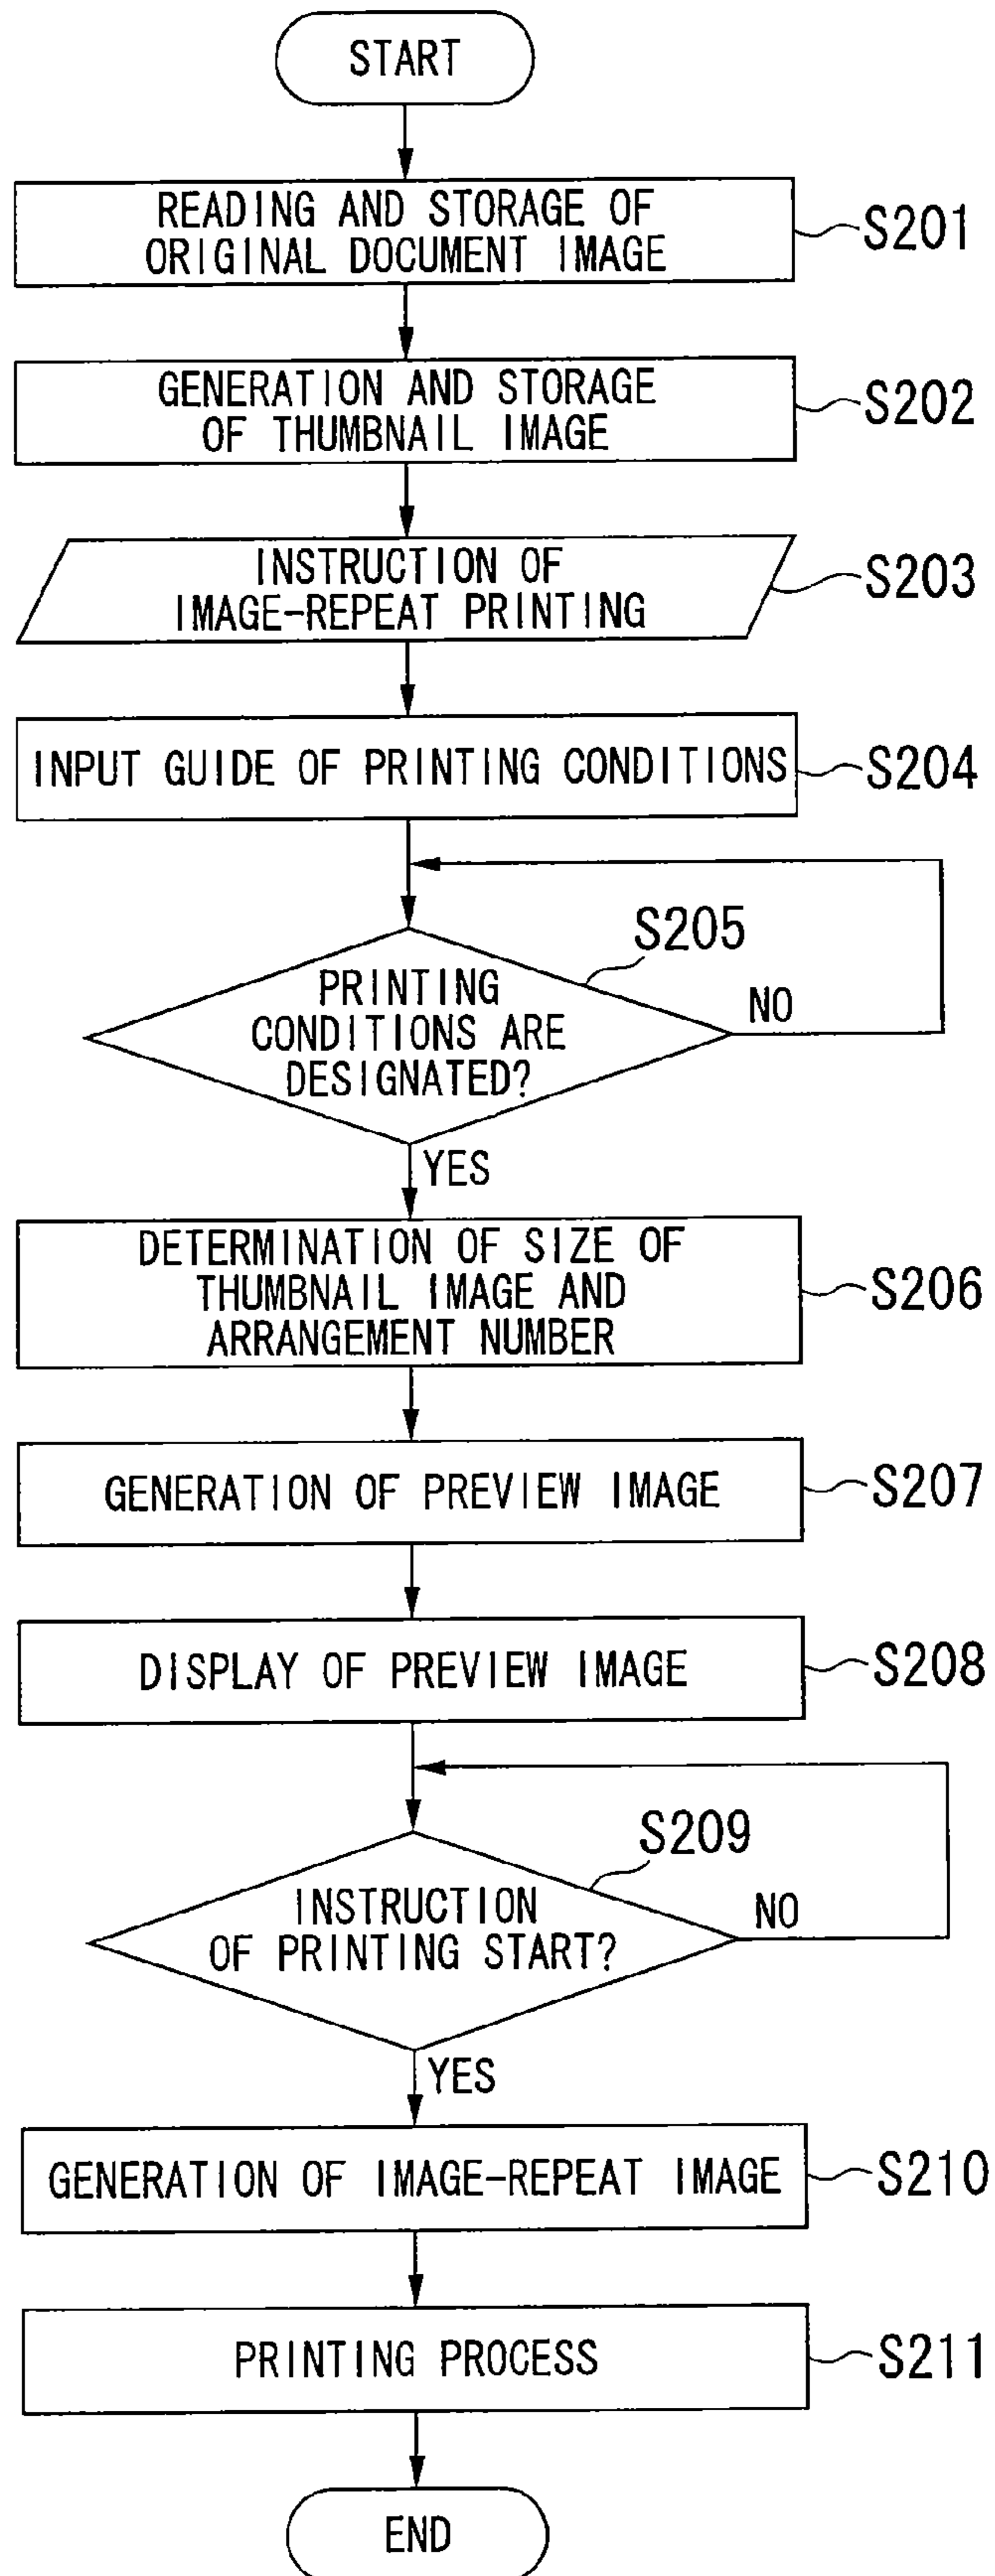 START
READING AND STORAGE OF
ORIGINAL DOCUMENT IMAGE
S201
GENERATION AND STORAGE
OF THUMBNAIL IMAGE
S202
INSTRUCTION OF
IMAGE-REPEAT PRINTING
S203
INPUT GUIDE OF PRINTING CONDITIONS
S204
S205
PRINTING
CONDITIONS ARE
DESIGNATED?
NO
YES
DETERMINATION OF SIZE OF
THUMBNAIL IMAGE AND
ARRANGEMENT NUMBER
S206
GENERATION OF PREVIEW IMAGE
S207
DISPLAY OF PREVIEW IMAGE
S208
S209
INSTRUCTION
OF PRINTING START?
NO
YES
GENERATION OF IMAGE-REPEAT IMAGE
S210
PRINTING PROCESS
S211
END